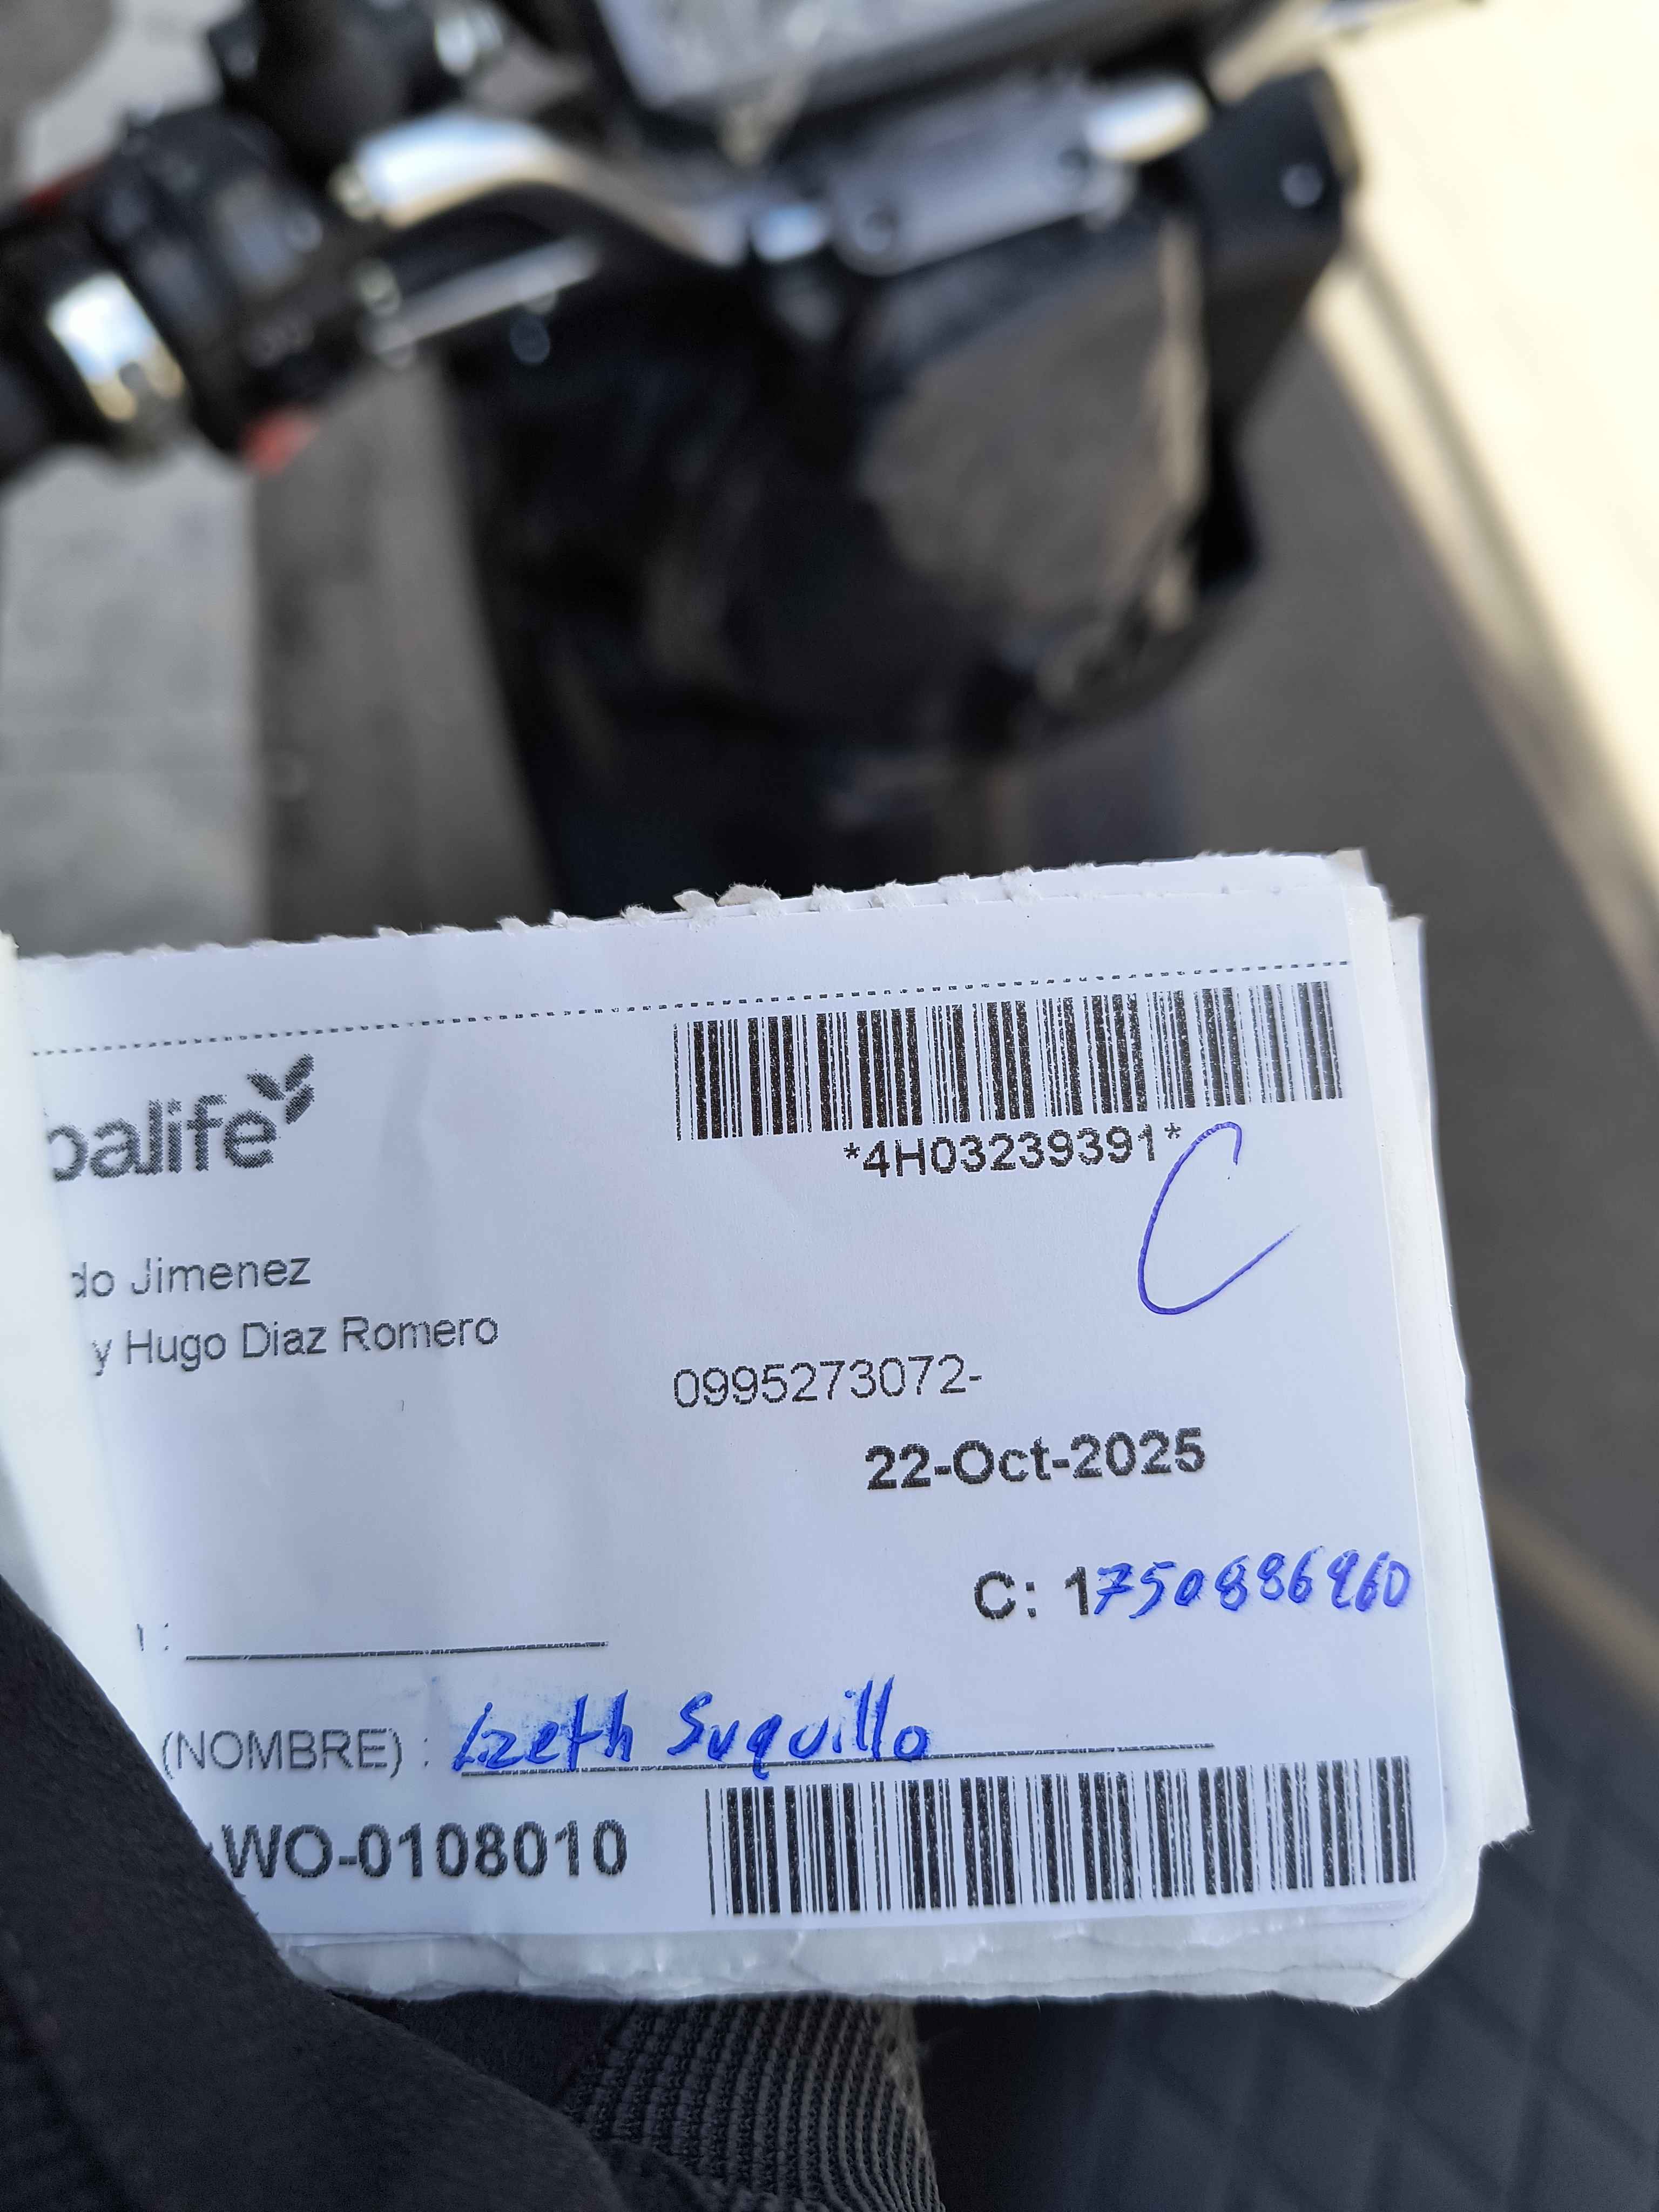 balife
*4H03239391*
C
do Jimenez
y Hugo Diaz Romero
0995273072-
22-Oct-2025
C: 1750886960
(NOMBRE) : Lizeth Suquillo
WO-0108010